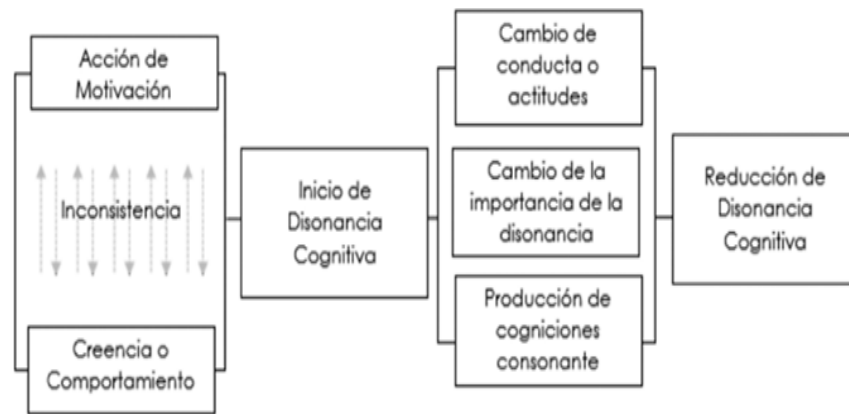 Acción de
Motivación
Inconsistencia
Creencia o
Comportamiento
Inicio de
Disonancia
Cognitiva
Cambio de
conducta o
actitudes
Cambio de la
importancia de la
disonancia
Producción de
cogniciones
consonante
Reducción de
Disonancia
Cognitiva